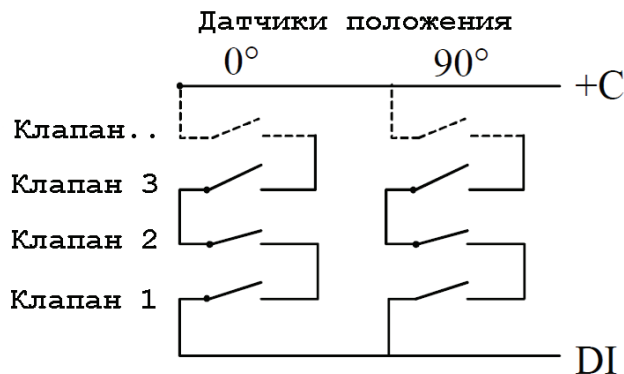 Датчики положения
0° 90°
+C
Клапан..
Клапан 3
Клапан 2
Клапан 1
DI